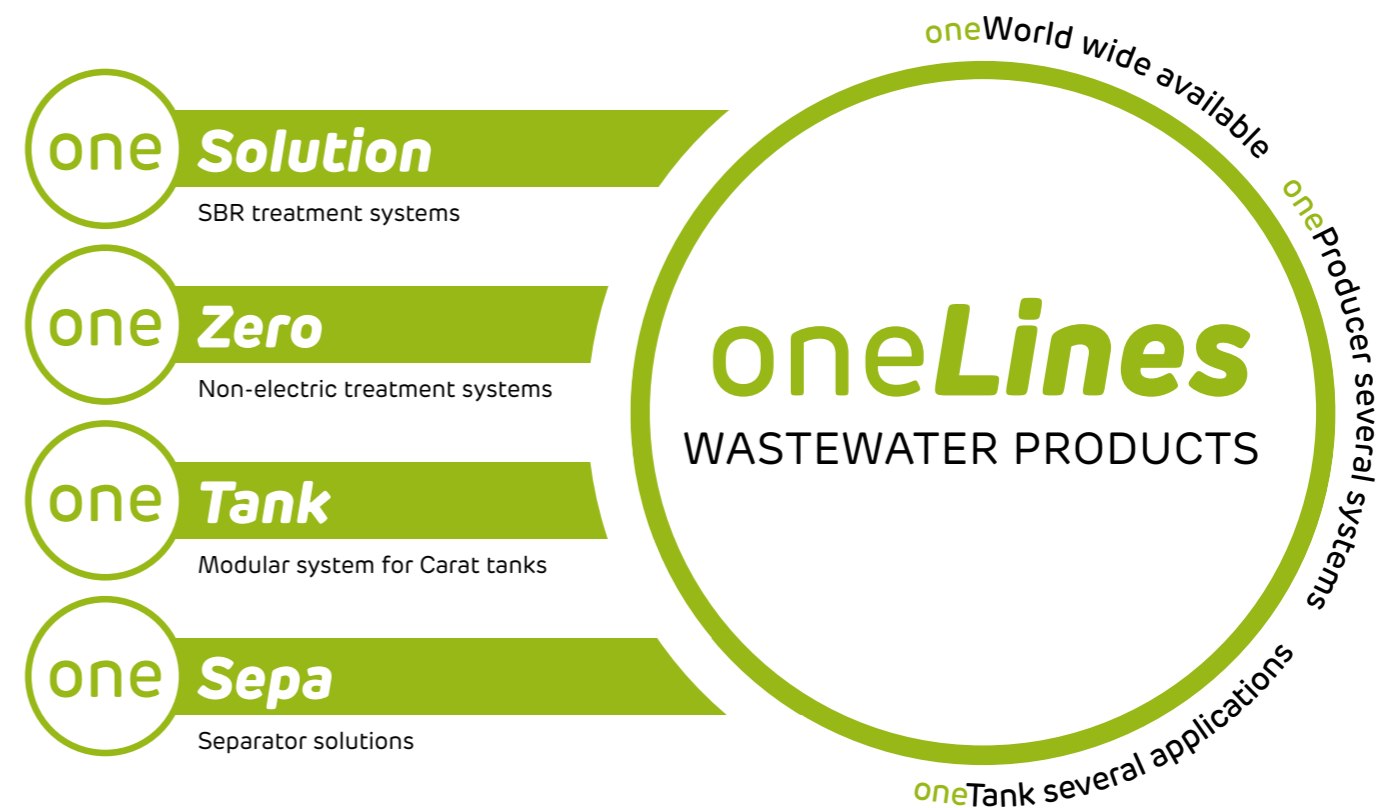 one Solution
SBR treatment systems
one Zero
Non-electric treatment systems
one Tank
Modular system for Carat tanks
one Sepa
Separator solutions
oneLines
WASTEWATER PRODUCTS
oneWorld wide available
oneProducer several systems
oneTank several applications